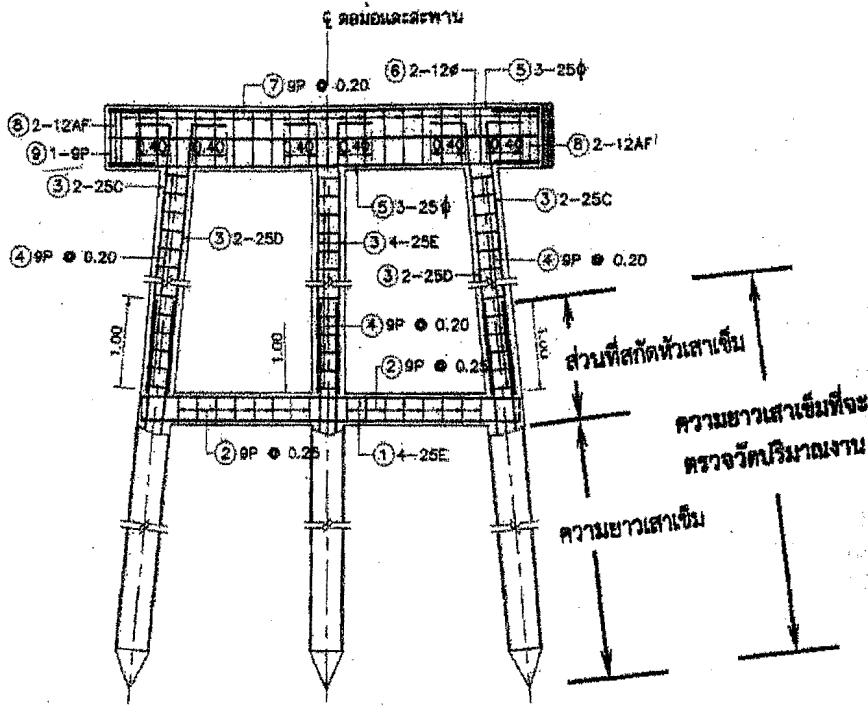 ℄ ตอม่อและสะพาน
⑥ 2-12ø
⑤ 3-25ϕ
⑦ 9P @ 0.20
⑧ 2-12AF
⑨ 1-9P
0.40 0.40 0.40 0.40 0.40 0.40
⑧ 2-12AF
③ 2-25C
⑤ 3-25ϕ
③ 2-25C
③ 2-25D
③ 4-25E
④ 9P @ 0.20
④ 9P @ 0.20
③ 2-25D
1.00
1.00
④ 9P @ 0.20
1.00
ส่วนที่สกัดหัวเสาเข็ม
② 9P @ 0.25
ความยาวเสาเข็มที่จะ
ตรวจวัดปริมาณงาน
② 9P @ 0.25
① 4-25E
ความยาวเสาเข็ม